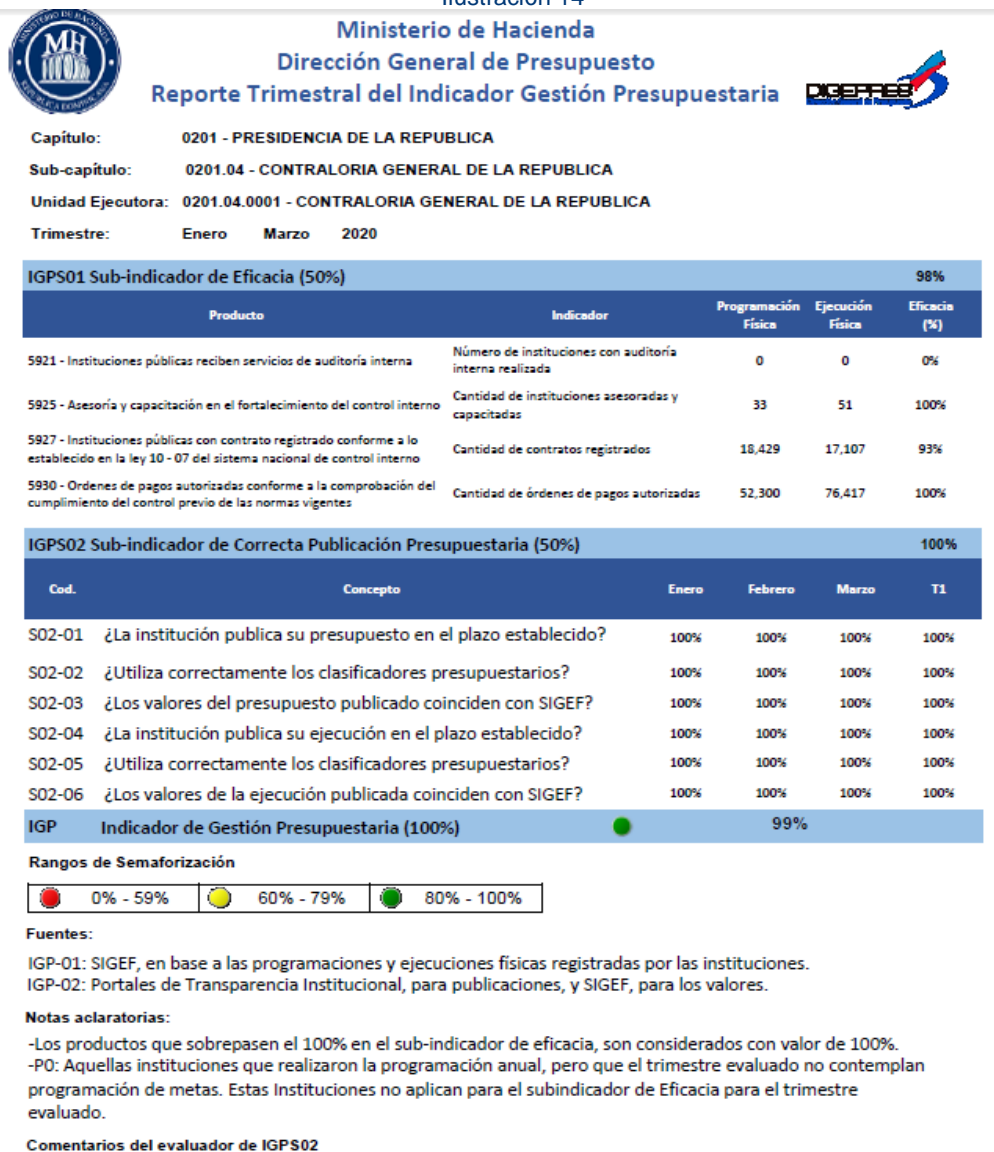 Ilustración 14
MINISTERIO DE HACIENDA
MH
REPUBLICA DOMINICANA
Ministerio de Hacienda
Dirección General de Presupuesto
Reporte Trimestral del Indicador Gestión Presupuestaria
DIGEPRES
Capítulo: 0201 - PRESIDENCIA DE LA REPUBLICA
Sub-capítulo: 0201.04 - CONTRALORIA GENERAL DE LA REPUBLICA
Unidad Ejecutora: 0201.04.0001 - CONTRALORIA GENERAL DE LA REPUBLICA
Trimestre: Enero Marzo 2020
IGPS01 Sub-indicador de Eficacia (50%) 98%
Producto Indicador Programación Física Ejecución Física Eficacia (%)
5921 - Instituciones públicas reciben servicios de auditoría interna Número de instituciones con auditoría interna realizada 0 0 0%
5925 - Asesoría y capacitación en el fortalecimiento del control interno Cantidad de instituciones asesoradas y capacitadas 33 51 100%
5927 - Instituciones públicas con contrato registrado conforme a lo establecido en la ley 10 - 07 del sistema nacional de control interno Cantidad de contratos registrados 18,429 17,107 93%
5930 - Ordenes de pagos autorizadas conforme a la comprobación del cumplimiento del control previo de las normas vigentes Cantidad de órdenes de pagos autorizadas 52,300 76,417 100%
IGPS02 Sub-indicador de Correcta Publicación Presupuestaria (50%) 100%
Cod. Concepto Enero Febrero Marzo T1
S02-01 ¿La institución publica su presupuesto en el plazo establecido? 100% 100% 100% 100%
S02-02 ¿Utiliza correctamente los clasificadores presupuestarios? 100% 100% 100% 100%
S02-03 ¿Los valores del presupuesto publicado coinciden con SIGEF? 100% 100% 100% 100%
S02-04 ¿La institución publica su ejecución en el plazo establecido? 100% 100% 100% 100%
S02-05 ¿Utiliza correctamente los clasificadores presupuestarios? 100% 100% 100% 100%
S02-06 ¿Los valores de la ejecución publicada coinciden con SIGEF? 100% 100% 100% 100%
IGP Indicador de Gestión Presupuestaria (100%) 99%
Rangos de Semaforización
0% - 59% 60% - 79% 80% - 100%
Fuentes:
IGP-01: SIGEF, en base a las programaciones y ejecuciones físicas registradas por las instituciones.
IGP-02: Portales de Transparencia Institucional, para publicaciones, y SIGEF, para los valores.
Notas aclaratorias:
-Los productos que sobrepasen el 100% en el sub-indicador de eficacia, son considerados con valor de 100%.
-P0: Aquellas instituciones que realizaron la programación anual, pero que el trimestre evaluado no contemplan
programación de metas. Estas Instituciones no aplican para el subindicador de Eficacia para el trimestre
evaluado.
Comentarios del evaluador de IGPS02